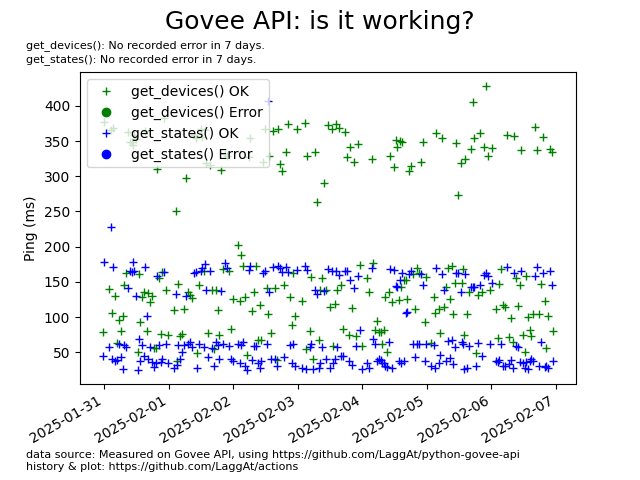 Govee API: is it working?
get_devices(): No recorded error in 7 days.
get_states(): No recorded error in 7 days.
get_devices() OK
get_devices() Error
get_states() OK
get_states() Error
Ping (ms)
400
350
300
250
200
150
100
50
2025-01-31
2025-02-01
2025-02-02
2025-02-03
2025-02-04
2025-02-05
2025-02-06
2025-02-07
data source: Measured on Govee API, using https://github.com/LaggAt/python-govee-api
history & plot: https://github.com/LaggAt/actions